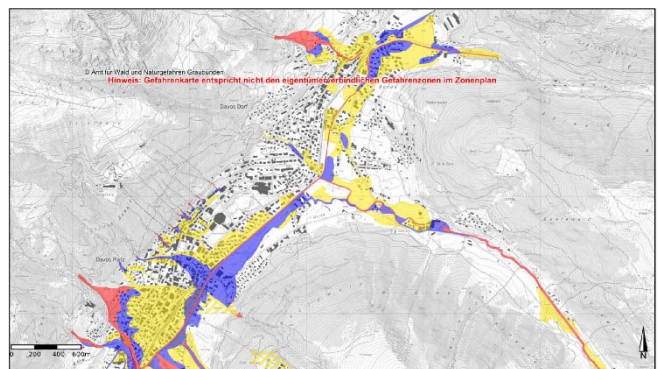 © Amt für Wald und Naturgefahren Graubünden
Hinweis: Gefahrenkarte entspricht nicht den eigentümerverbindlichen Gefahrenzonen im Zonenplan
Davos Dorf
Davos Platz
0 200 400 600m
N